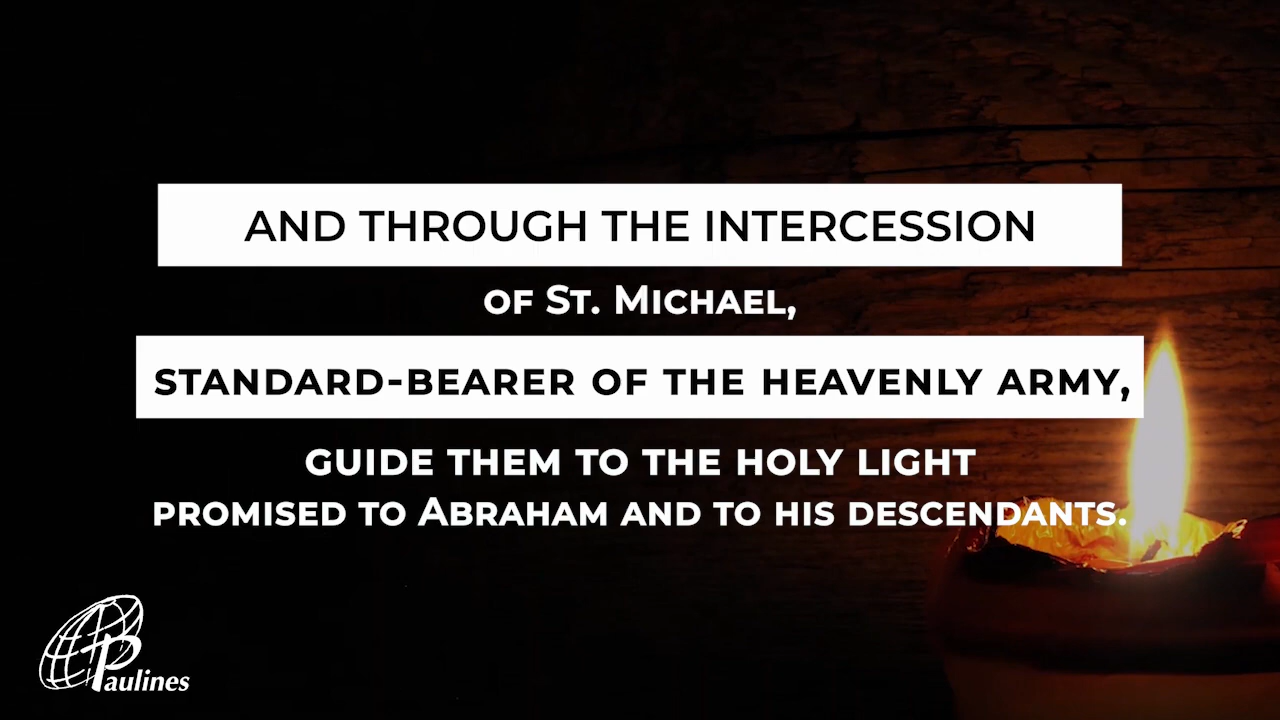 AND THROUGH THE INTERCESSION
OF ST. MICHAEL,
STANDARD-BEARER OF THE HEAVENLY ARMY,
GUIDE THEM TO THE HOLY LIGHT
PROMISED TO ABRAHAM AND TO HIS DESCENDANTS.
Paulines